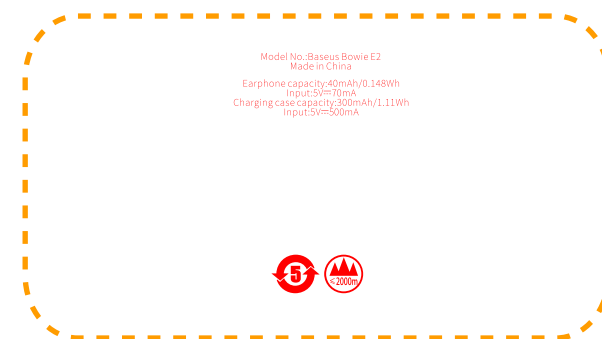 Model No.:Baseus Bowie E2
Made in China
Earphone capacity:40mAh/0.148Wh
Input:5V⎓70mA
Charging case capacity:300mAh/1.11Wh
Input:5V⎓500mA
5
≤2000m